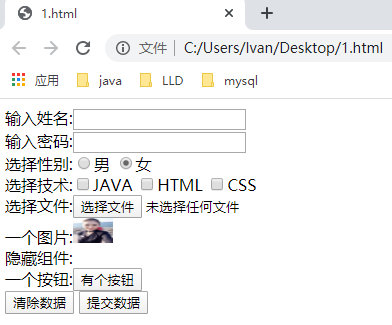 1.html
文件 C:/Users/Ivan/Desktop/1.html
应用 java LLD mysql
输入姓名:
输入密码:
选择性别: 男 女
选择技术: JAVA HTML CSS
选择文件: 选择文件 未选择任何文件
一个图片:
隐藏组件:
一个按钮: 有个按钮
清除数据 提交数据